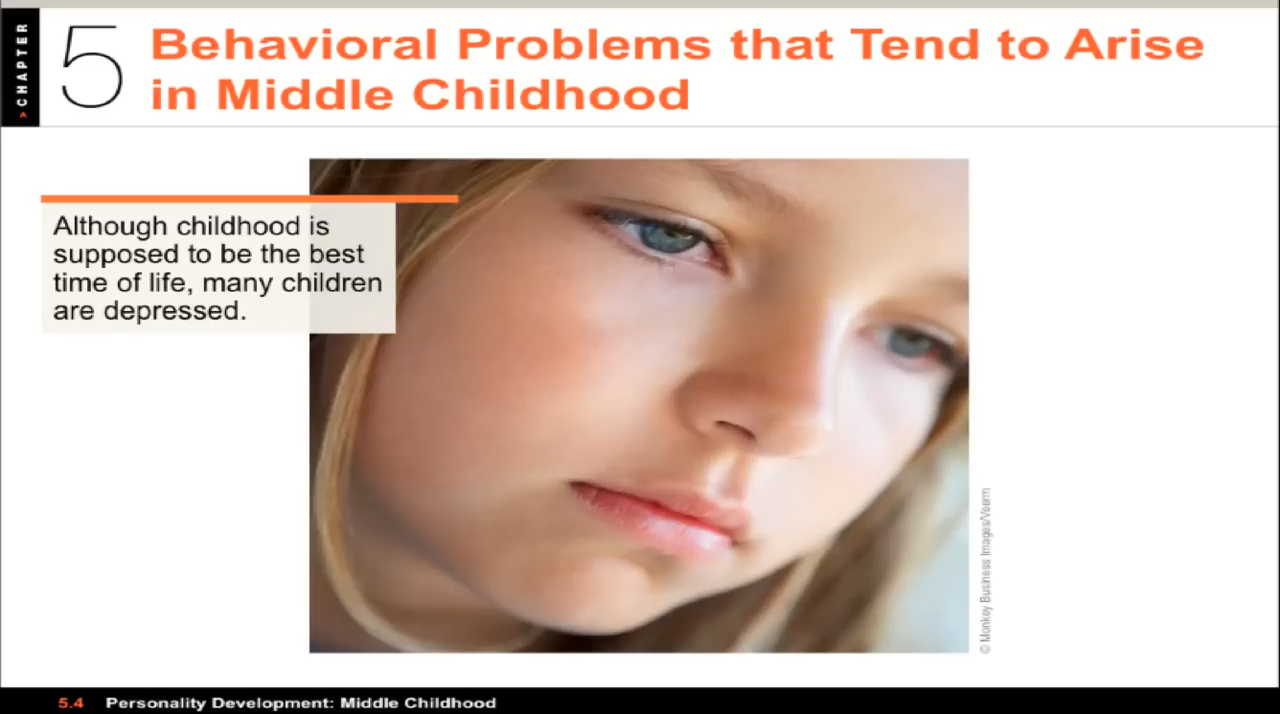 > CHAPTER
5
Behavioral Problems that Tend to Arise
in Middle Childhood
Although childhood is
supposed to be the best
time of life, many children
are depressed.
© Monkey Business Images/Veerm
5.4 Personality Development: Middle Childhood